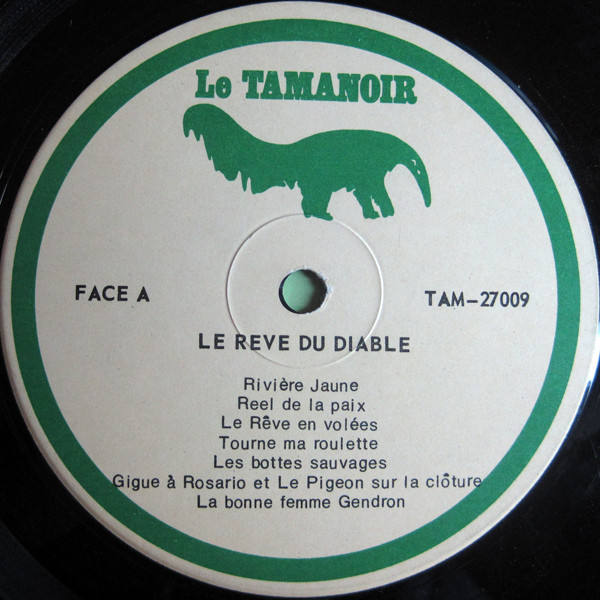 Le TAMANOIR
FACE A
TAM-27009
LE REVE DU DIABLE
Rivière Jaune
Reel de la paix
Le Rêve en volées
Tourne ma roulette
Les bottes sauvages
Gigue à Rosario et Le Pigeon sur la clôture
La bonne femme Gendron